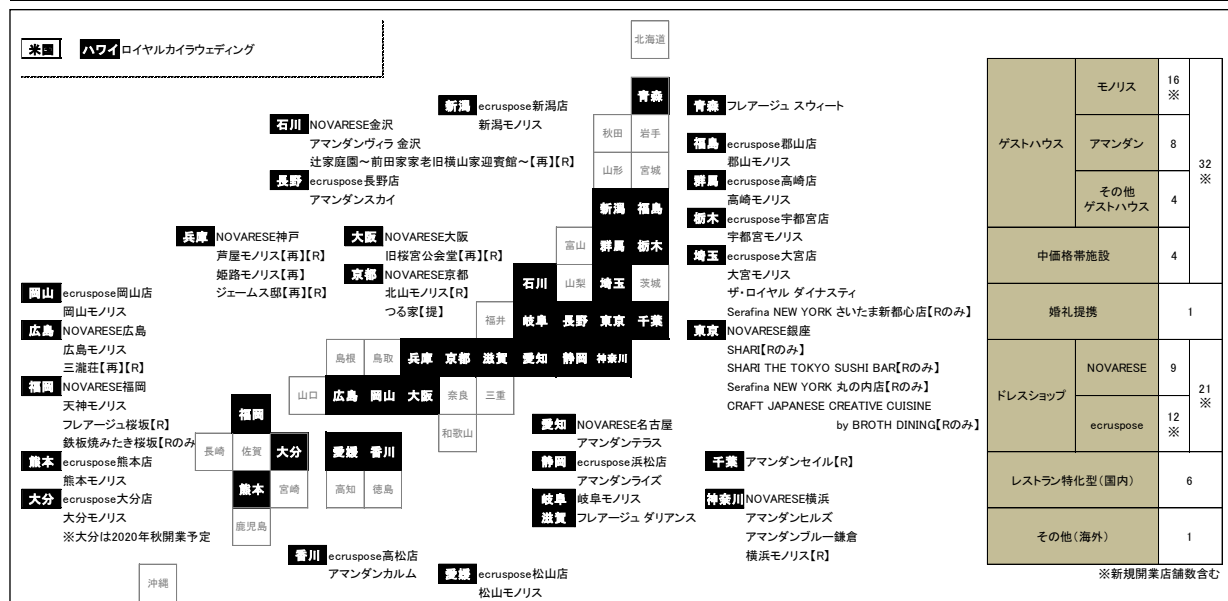 米国 ハワイ ロイヤルカイラウェディング
新潟 ecruspose新潟店
新潟モノリス
石川 NOVARESE金沢
アマンダンヴィラ 金沢
辻家庭園～前田家家老旧横山家迎賓館～【再】【R】
長野 ecruspose長野店
アマンダンスカイ
兵庫 NOVARESE神戸
芦屋モノリス【再】【R】
姫路モノリス【再】
ジェームス邸【再】【R】
大阪 NOVARESE大阪
旧桜宮公会堂【再】【R】
京都 NOVARESE京都
北山モノリス【R】
つる家【提】
岡山 ecruspose岡山店
岡山モノリス
広島 NOVARESE広島
広島モノリス
三瀧荘【再】【R】
福岡 NOVARESE福岡
天神モノリス
フレアージュ桜坂【R】
鉄板焼みたき桜坂【Rのみ
熊本 ecruspose熊本店
熊本モノリス
大分 ecruspose大分店
大分モノリス
※大分は2020年秋開業予定
北海道
青森
秋田 岩手
山形 宮城
新潟 福島
富山 群馬 栃木
石川 山梨 埼玉 茨城
福井 岐阜 長野 東京 千葉
島根 鳥取 兵庫 京都 滋賀 愛知 静岡 神奈川
山口 広島 岡山 大阪 奈良 三重
福岡 和歌山
長崎 佐賀 大分 愛媛 香川
熊本 宮崎 高知 徳島
鹿児島
沖縄
香川 ecruspose高松店
アマンダンカルム
愛媛 ecruspose松山店
松山モノリス
青森 フレアージュ スウィート
福島 ecruspose郡山店
郡山モノリス
群馬 ecruspose高崎店
高崎モノリス
栃木 ecruspose宇都宮店
宇都宮モノリス
埼玉 ecruspose大宮店
大宮モノリス
ザ・ロイヤル ダイナスティ
Serafina NEW YORK さいたま新都心店【Rのみ】
東京 NOVARESE銀座
SHARI【Rのみ】
SHARI THE TOKYO SUSHI BAR【Rのみ】
Serafina NEW YORK 丸の内店【Rのみ】
CRAFT JAPANESE CREATIVE CUISINE
by BROTH DINING【Rのみ】
愛知 NOVARESE名古屋
アマンダンテラス
静岡 ecruspose浜松店
アマンダンライズ
岐阜 岐阜モノリス
滋賀 フレアージュ ダリアンス
千葉 アマンダンセイル【R】
神奈川 NOVARESE横浜
アマンダンヒルズ
アマンダンブルー鎌倉
横浜モノリス【R】
ゲストハウス モノリス 16※ 32※
アマンダン 8
その他ゲストハウス 4
中価格帯施設 4
婚礼提携 1
ドレスショップ NOVARESE 9 21※
ecruspose 12※
レストラン特化型（国内） 6
その他（海外） 1
※新規開業店舗数含む